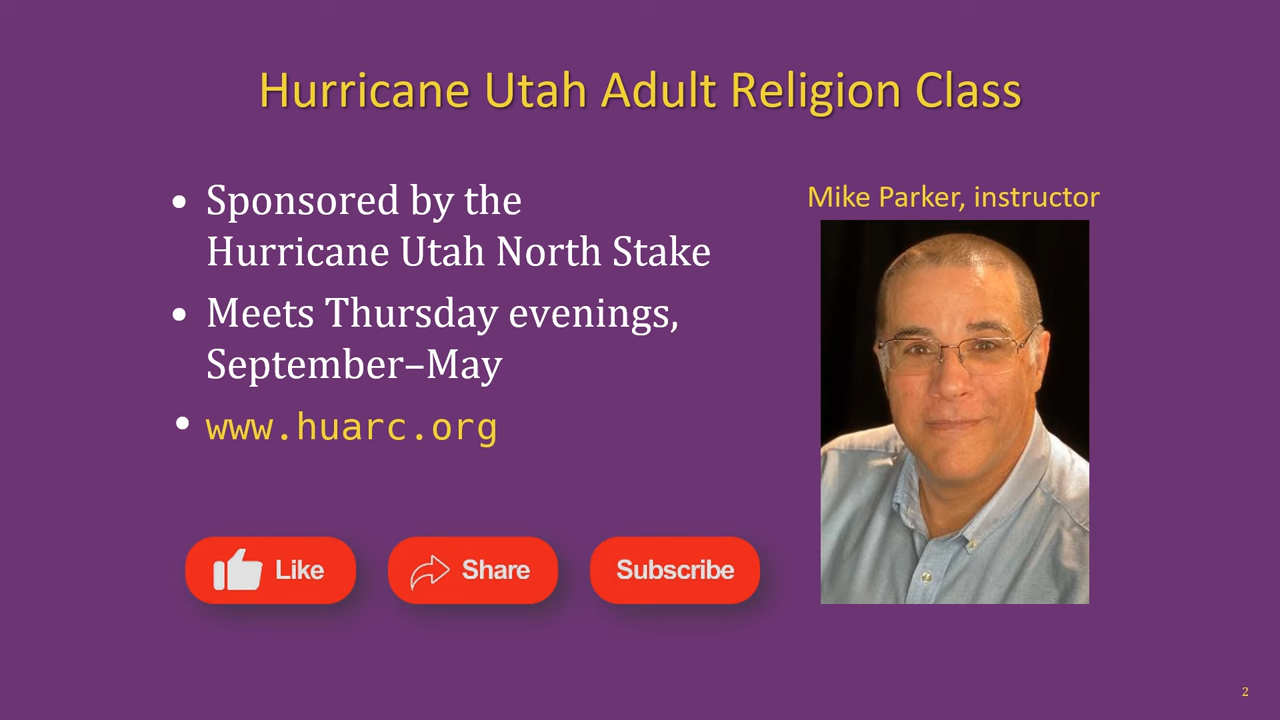 Hurricane Utah Adult Religion Class
• Sponsored by the
Hurricane Utah North Stake
• Meets Thursday evenings,
September–May
• www.huarc.org
Mike Parker, instructor
Like
Share
Subscribe
2